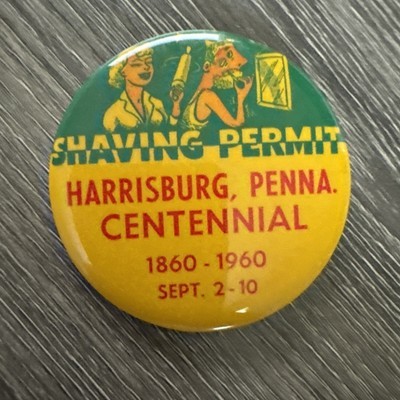 SHAVING PERMIT
HARRISBURG, PENNA.
CENTENNIAL
1860 - 1960
SEPT. 2 - 10